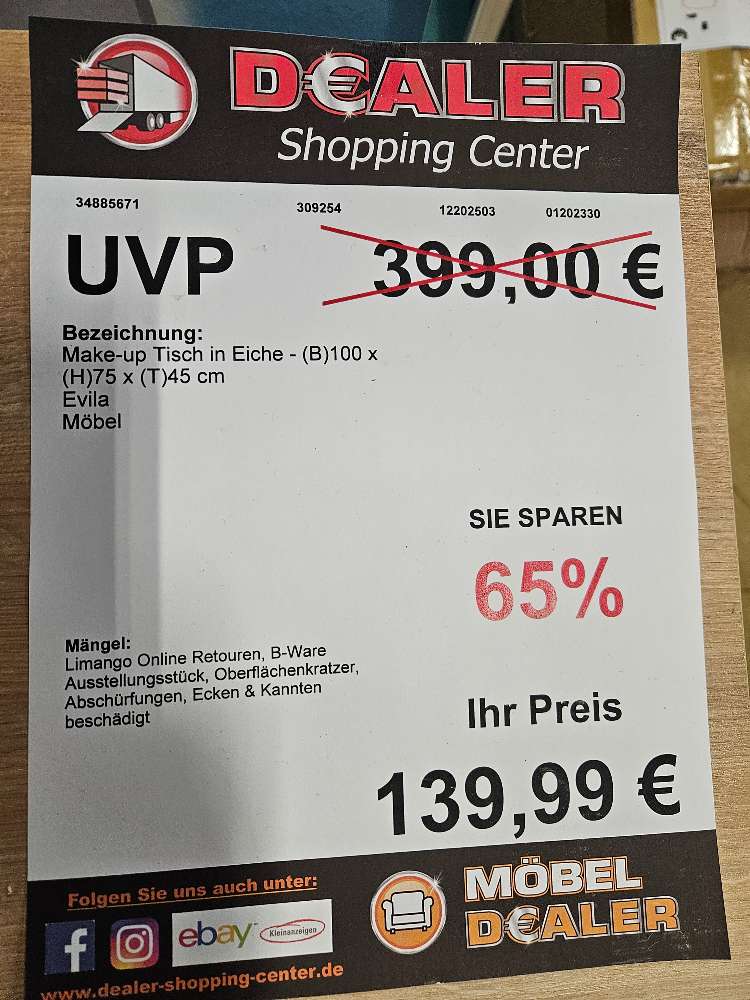 D€ALER
Shopping Center
34885671 309254 12202503 01202330
UVP 399,00 €
Bezeichnung:
Make-up Tisch in Eiche - (B)100 x
(H)75 x (T)45 cm
Evila
Möbel
SIE SPAREN
65%
Mängel:
Limango Online Retouren, B-Ware
Ausstellungsstück, Oberflächenkratzer,
Abschürfungen, Ecken & Kannten
beschädigt
Ihr Preis
139,99 €
Folgen Sie uns auch unter:
f ebay Kleinanzeigen
www.dealer-shopping-center.de
MÖBEL
D€ALER